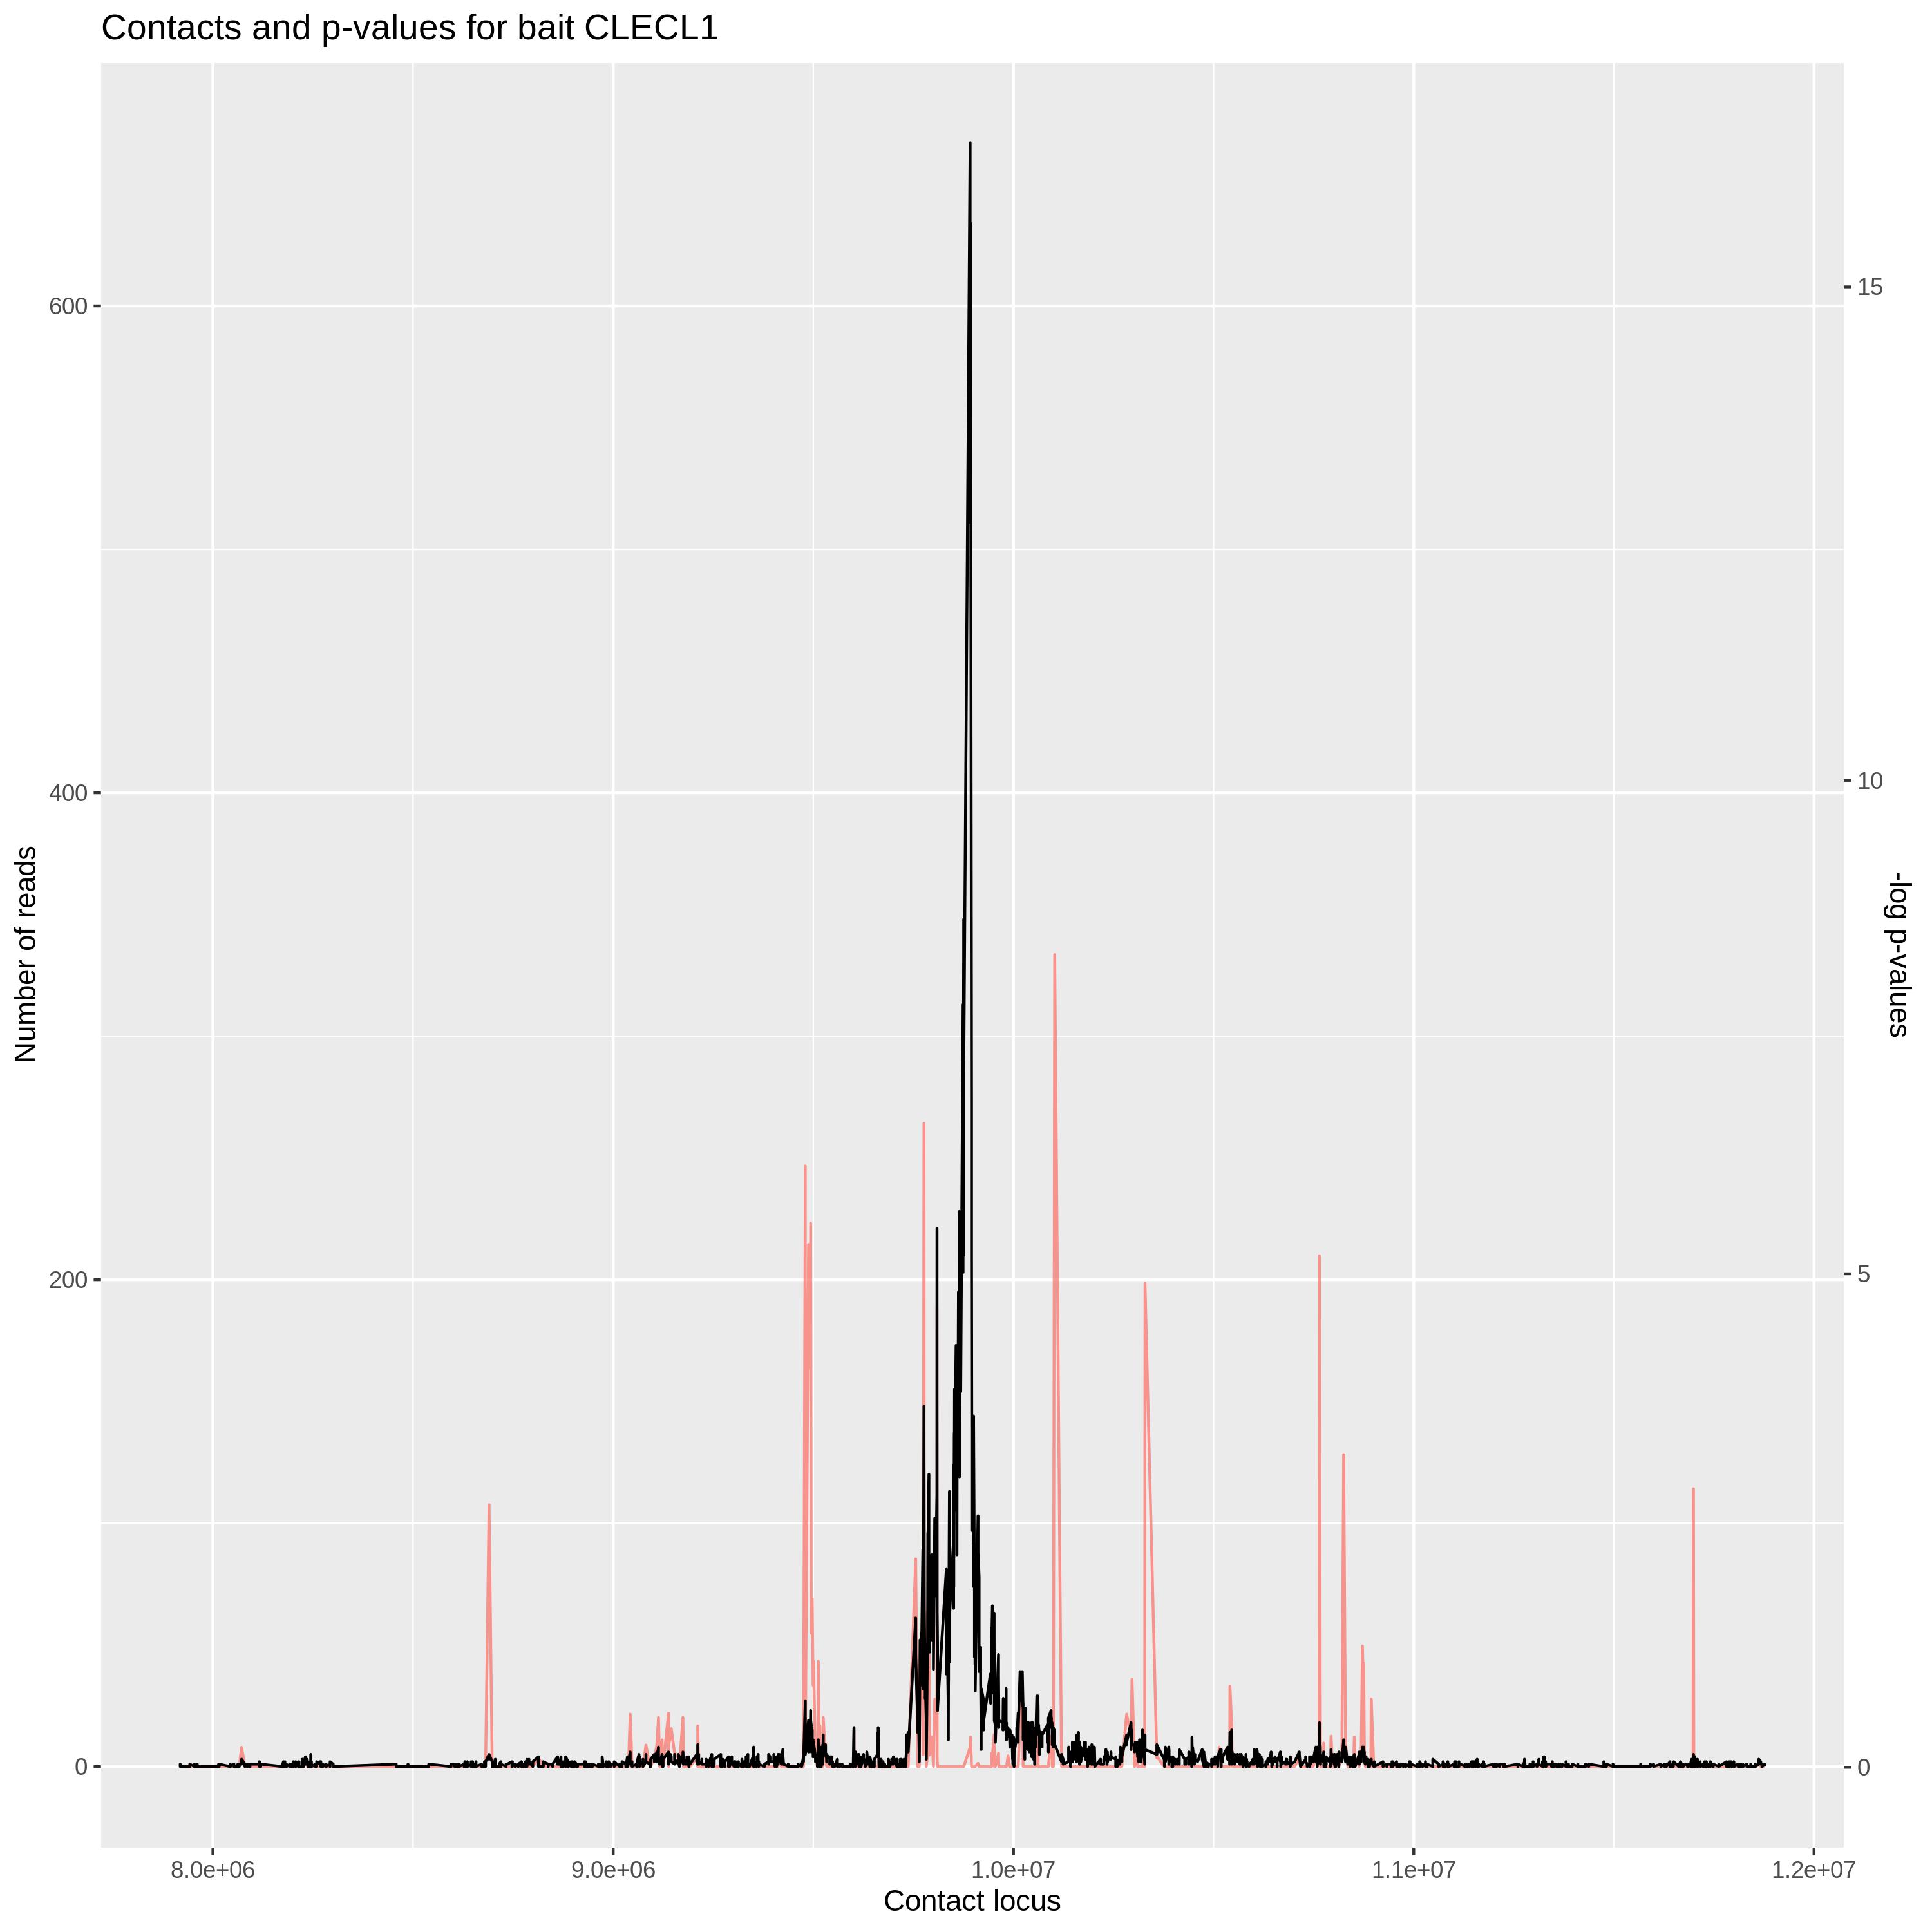 Contacts and p-values for bait CLECL1
600
400
200
0
Number of reads
15
10
5
0
-log p-values
8.0e+06
9.0e+06
1.0e+07
1.1e+07
1.2e+07
Contact locus